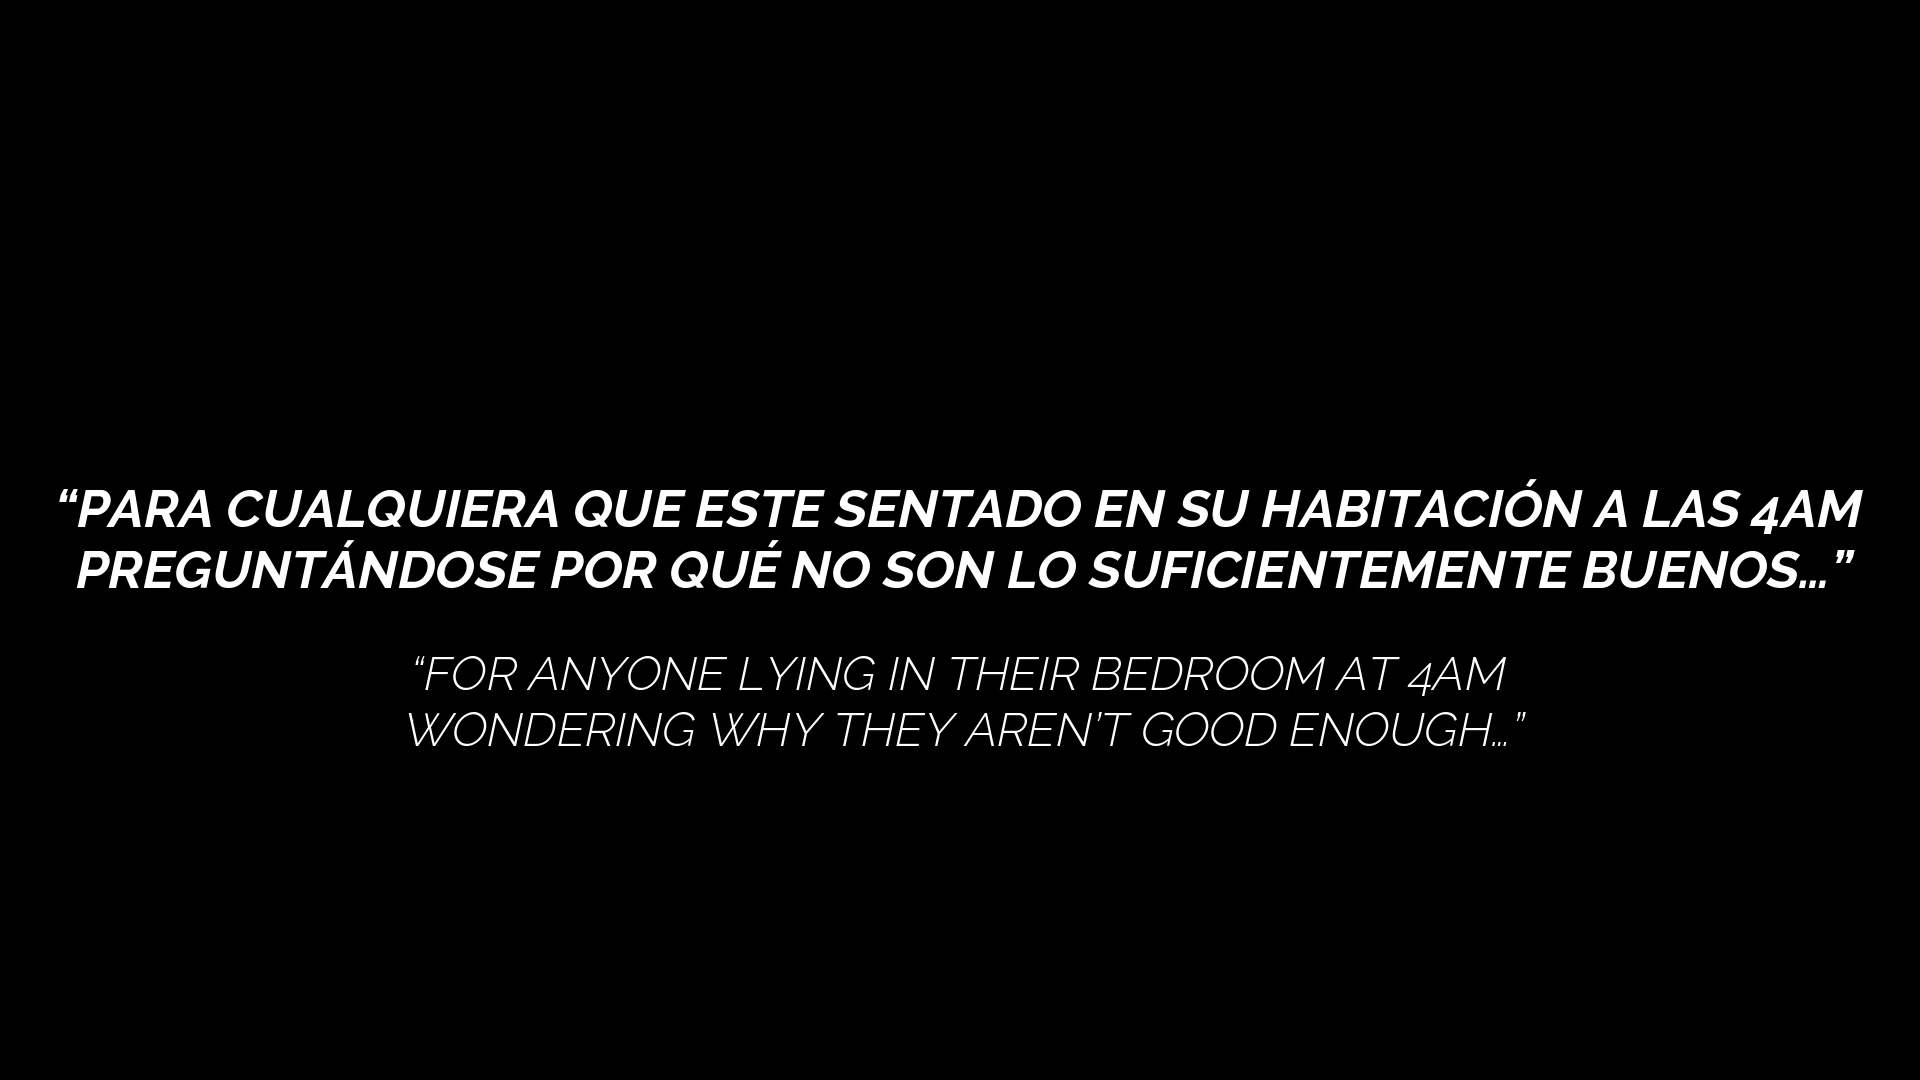 “PARA CUALQUIERA QUE ESTE SENTADO EN SU HABITACIÓN A LAS 4AM
PREGUNTÁNDOSE POR QUÉ NO SON LO SUFICIENTEMENTE BUENOS…”
“FOR ANYONE LYING IN THEIR BEDROOM AT 4AM
WONDERING WHY THEY AREN’T GOOD ENOUGH…”